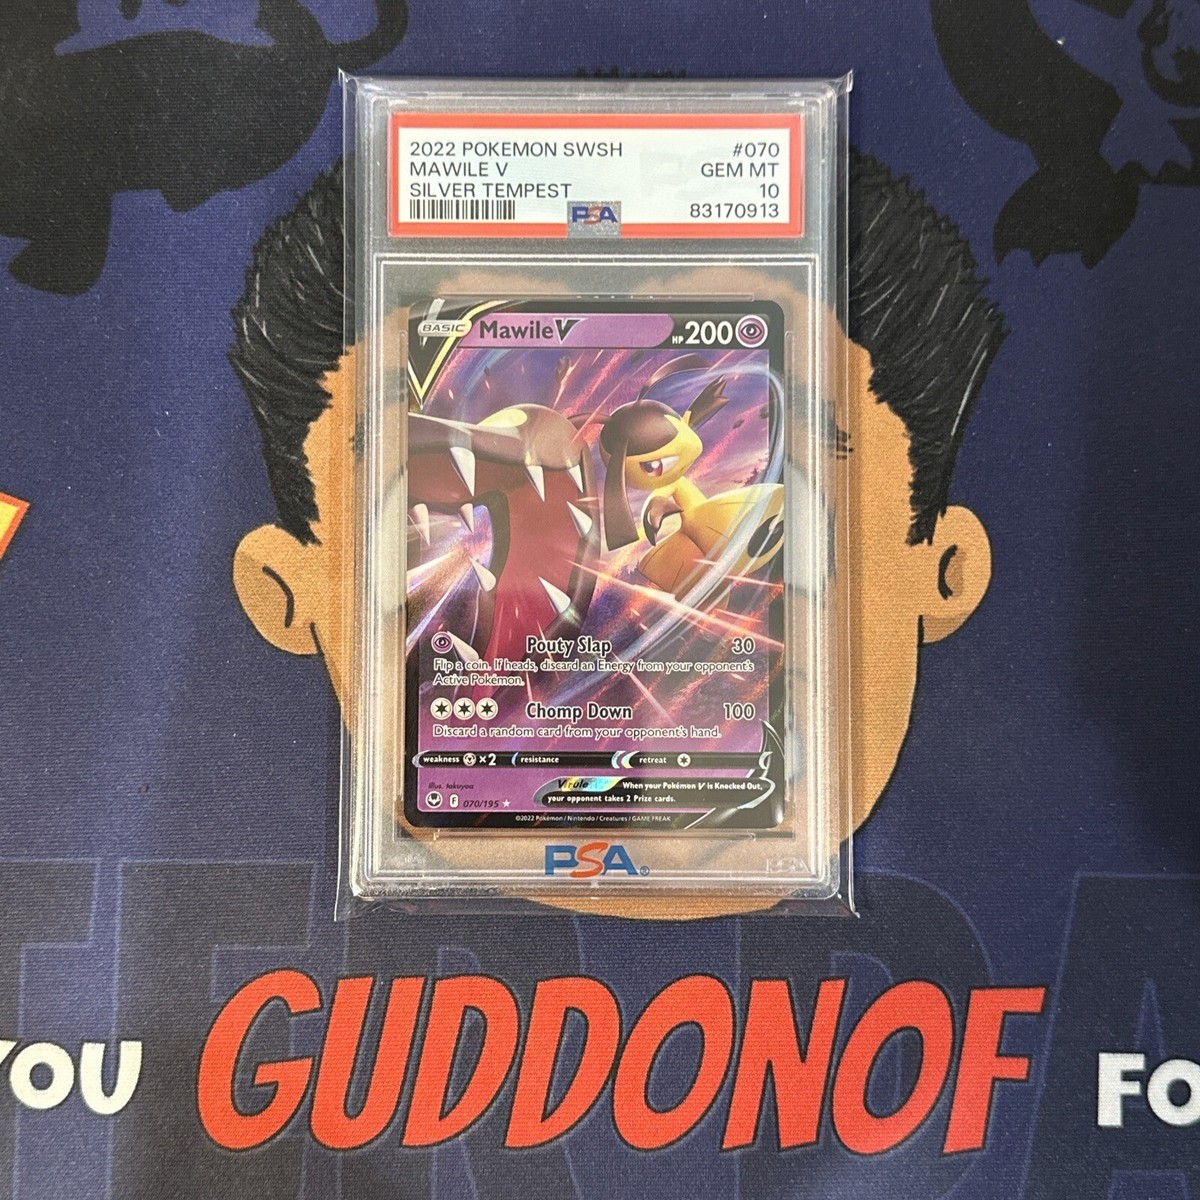 2022 POKEMON SWSH #070
MAWILE V GEM MT
SILVER TEMPEST 10
PSA 83170913
BASIC Mawile V HP 200
Pouty Slap 30
Flip a coin. If heads, discard an Energy from your opponent's
Active Pokémon.
Chomp Down 100
Discard a random card from your opponent's hand.
weakness ×2 resistance retreat
illus. takuyoa
V rule When your Pokémon V is Knocked Out,
your opponent takes 2 Prize cards.
F 070/195
©2022 Pokémon / Nintendo / Creatures / GAME FREAK
PSA®
YOU GUDDONOF FO